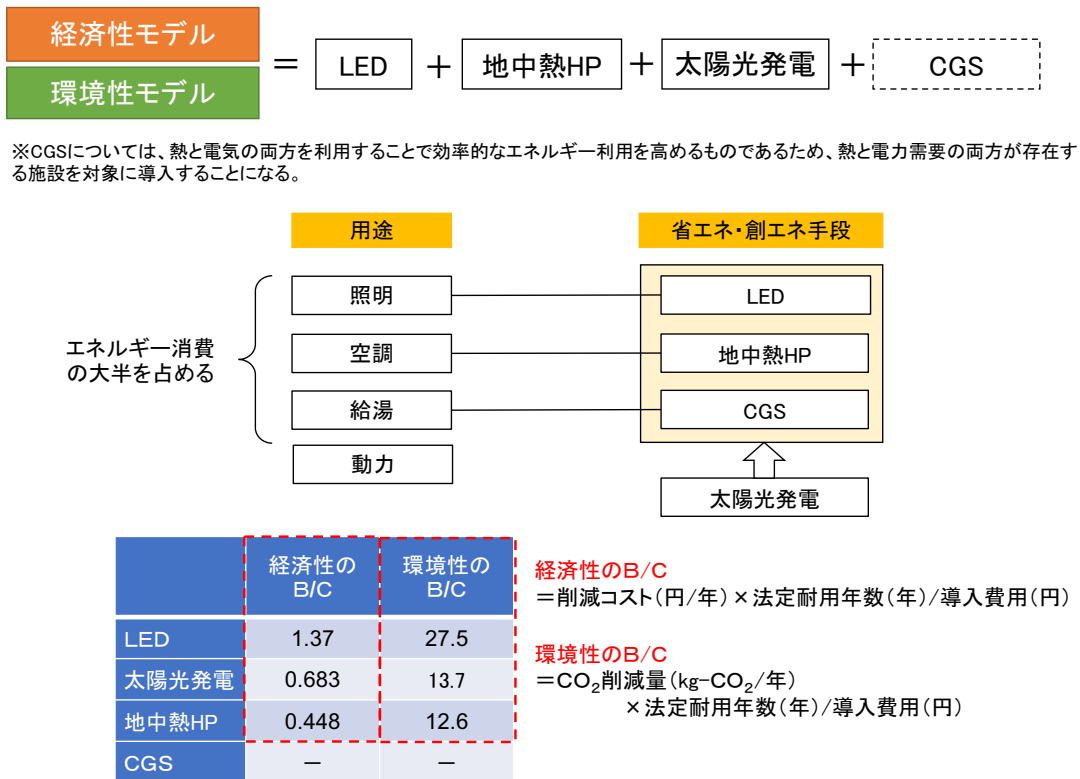 経済性モデル
環境性モデル
＝ LED ＋ 地中熱HP ＋ 太陽光発電 ＋ CGS
※CGSについては、熱と電気の両方を利用することで効率的なエネルギー利用を高めるものであるため、熱と電力需要の両方が存在す
る施設を対象に導入することになる。
用途 省エネ・創エネ手段
照明 LED
エネルギー消費
の大半を占める
空調 地中熱HP
給湯 CGS
動力
太陽光発電
経済性の
B/C
環境性の
B/C
LED 1.37 27.5
太陽光発電 0.683 13.7
地中熱HP 0.448 12.6
CGS － －
経済性のB/C
＝削減コスト（円/年）×法定耐用年数（年）/導入費用（円）
環境性のB/C
＝CO₂削減量（㎏-CO₂/年）
×法定耐用年数（年）/導入費用（円）